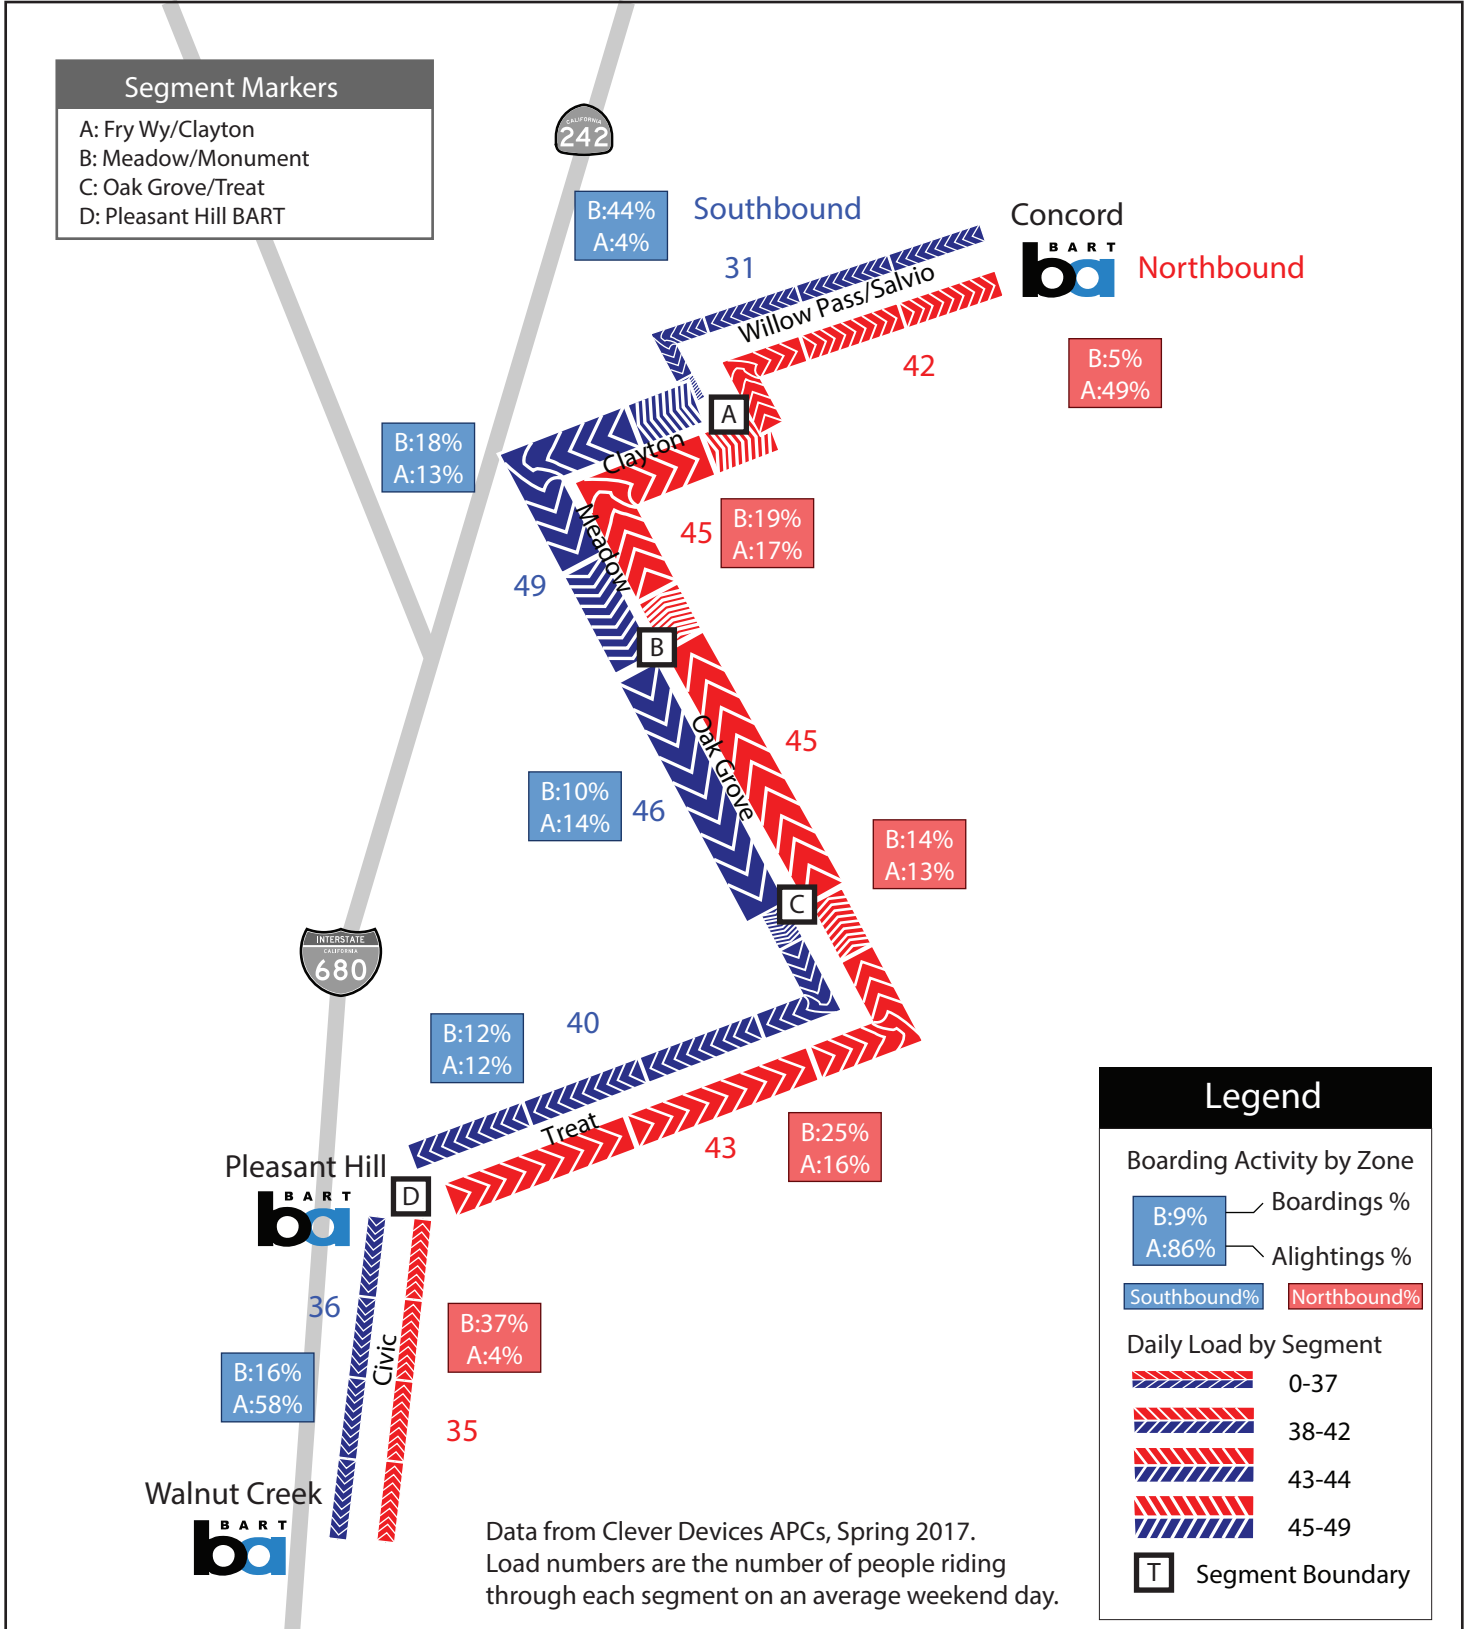 Segment Markers
A: Fry Wy/Clayton
B: Meadow/Monument
C: Oak Grove/Treat
D: Pleasant Hill BART
CALIFORNIA
242
B:44%
A:4%
Southbound
31
Concord
BART
ba
Northbound
Willow Pass/Salvio
42
B:5%
A:49%
A
B:18%
A:13%
Clayton
45
B:19%
A:17%
Meadow
49
B
Oak Grove
45
B:10%
A:14%
46
B:14%
A:13%
C
INTERSTATE
CALIFORNIA
680
B:12%
A:12%
40
Treat
43
B:25%
A:16%
Pleasant Hill
BART
ba
D
36
Civic
B:37%
A:4%
B:16%
A:58%
35
Walnut Creek
BART
ba
Data from Clever Devices APCs, Spring 2017.
Load numbers are the number of people riding
through each segment on an average weekend day.
Legend
Boarding Activity by Zone
B:9%
A:86%
Boardings %
Alightings %
Southbound%
Northbound%
Daily Load by Segment
0-37
38-42
43-44
45-49
T
Segment Boundary